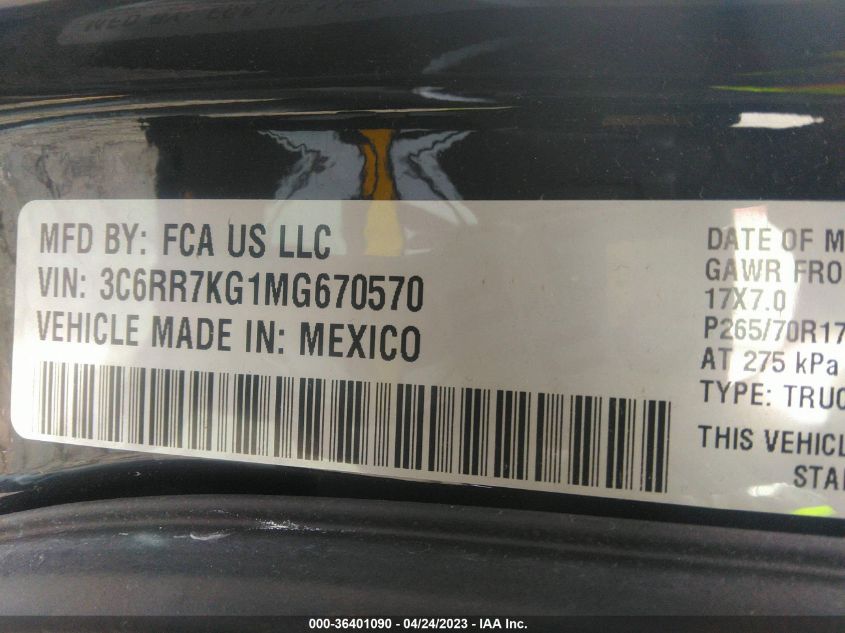 MFD BY: FCA US LLC
VIN: 3C6RR7KG1MG670570
VEHICLE MADE IN: MEXICO
DATE OF M
GAWR FRO
17X7.0
P265/70R17
AT 275 kPa
TYPE: TRUC
THIS VEHICL
STA
000-36401090 - 04/24/2023 - IAA Inc.